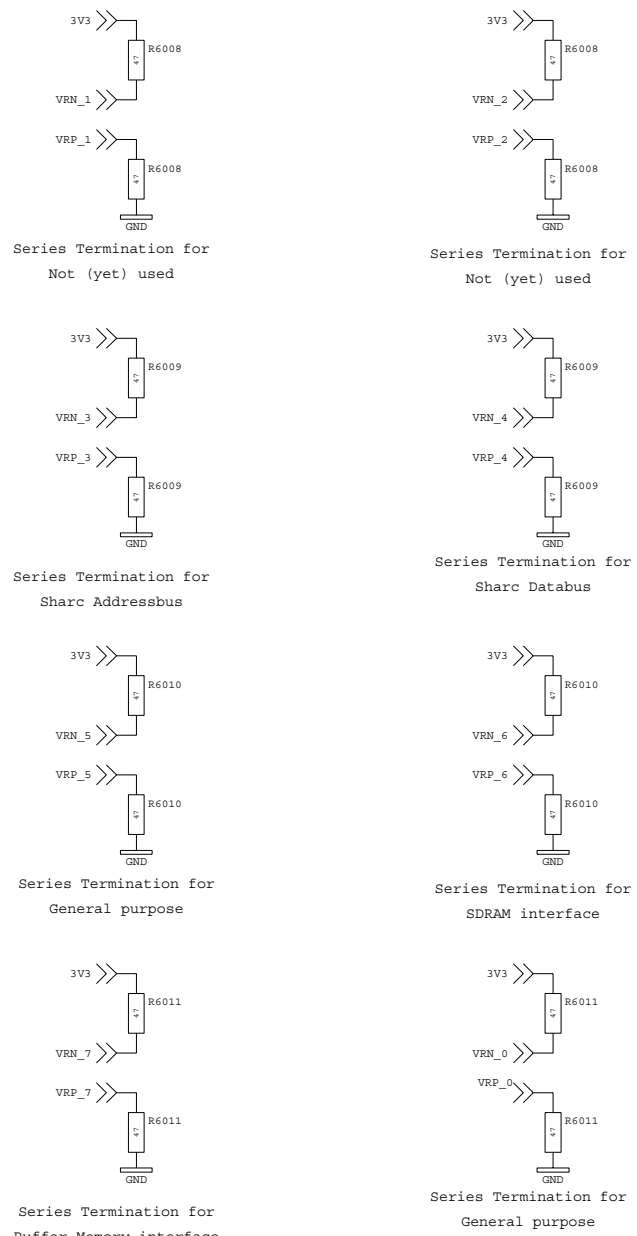 3V3
R6008
47
VRN_1
VRP_1
R6008
47
GND
Series Termination for
Not (yet) used
3V3
R6008
47
VRN_2
VRP_2
R6008
47
GND
Series Termination for
Not (yet) used
3V3
R6009
47
VRN_3
VRP_3
R6009
47
GND
Series Termination for
Sharc Addressbus
3V3
R6009
47
VRN_4
VRP_4
R6009
47
GND
Series Termination for
Sharc Databus
3V3
R6010
47
VRN_5
VRP_5
R6010
47
GND
Series Termination for
General purpose
3V3
R6010
47
VRN_6
VRP_6
R6010
47
GND
Series Termination for
SDRAM interface
3V3
R6011
47
VRN_7
VRP_7
R6011
47
GND
Series Termination for
Buffer Memory interface
3V3
R6011
47
VRN_0
VRP_0
R6011
47
GND
Series Termination for
General purpose